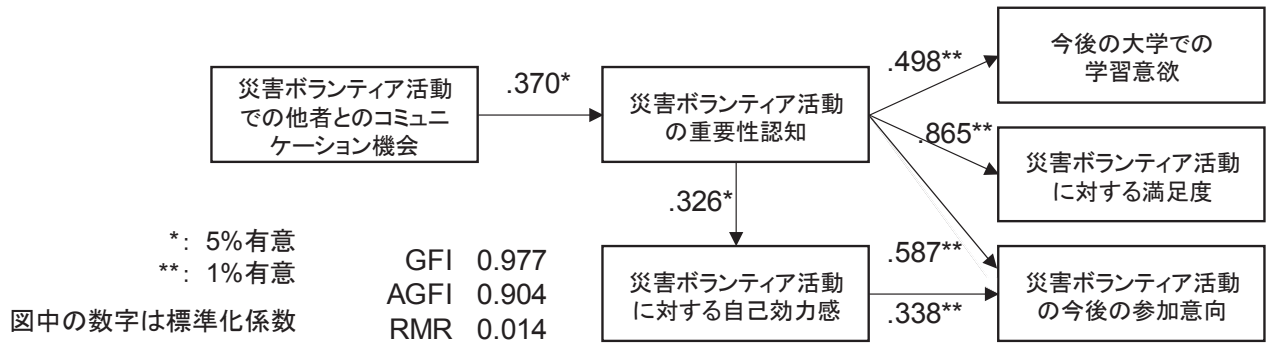 災害ボランティア活動
での他者とのコミュニ
ケーション機会
.370*
災害ボランティア活動
の重要性認知
.498**
今後の大学での
学習意欲
.865**
災害ボランティア活動
に対する満足度
.326*
.587**
災害ボランティア活動
に対する自己効力感
.338**
災害ボランティア活動
の今後の参加意向
*: 5%有意
**: 1%有意
図中の数字は標準化係数
GFI 0.977
AGFI 0.904
RMR 0.014